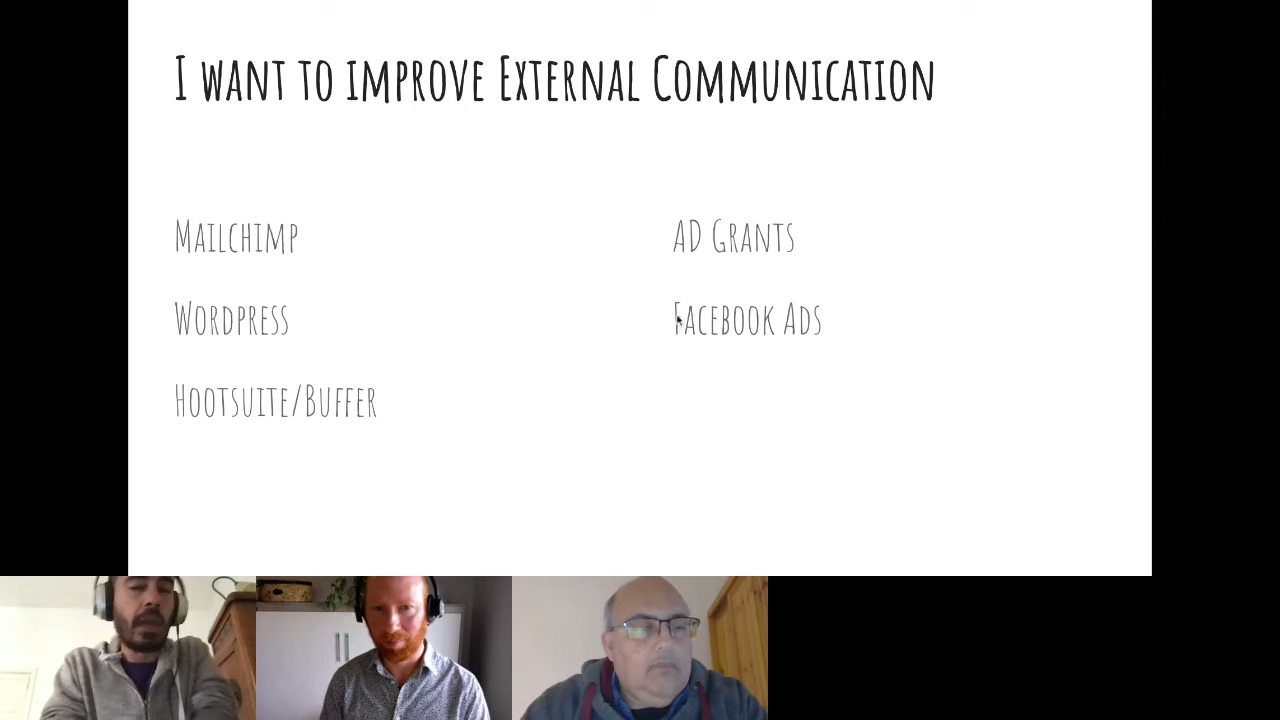 I want to improve External Communication
Mailchimp
Wordpress
Hootsuite/Buffer
AD Grants
Facebook Ads